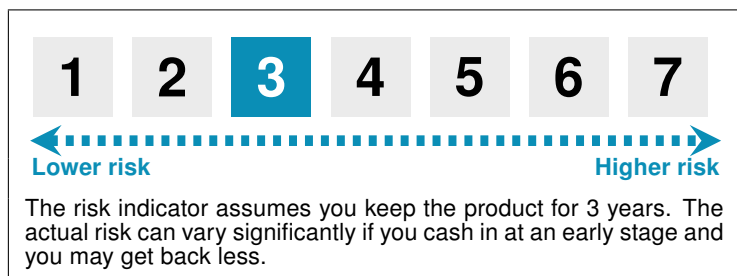 1 2 3 4 5 6 7
Lower risk Higher risk
The risk indicator assumes you keep the product for 3 years. The
actual risk can vary significantly if you cash in at an early stage and
you may get back less.